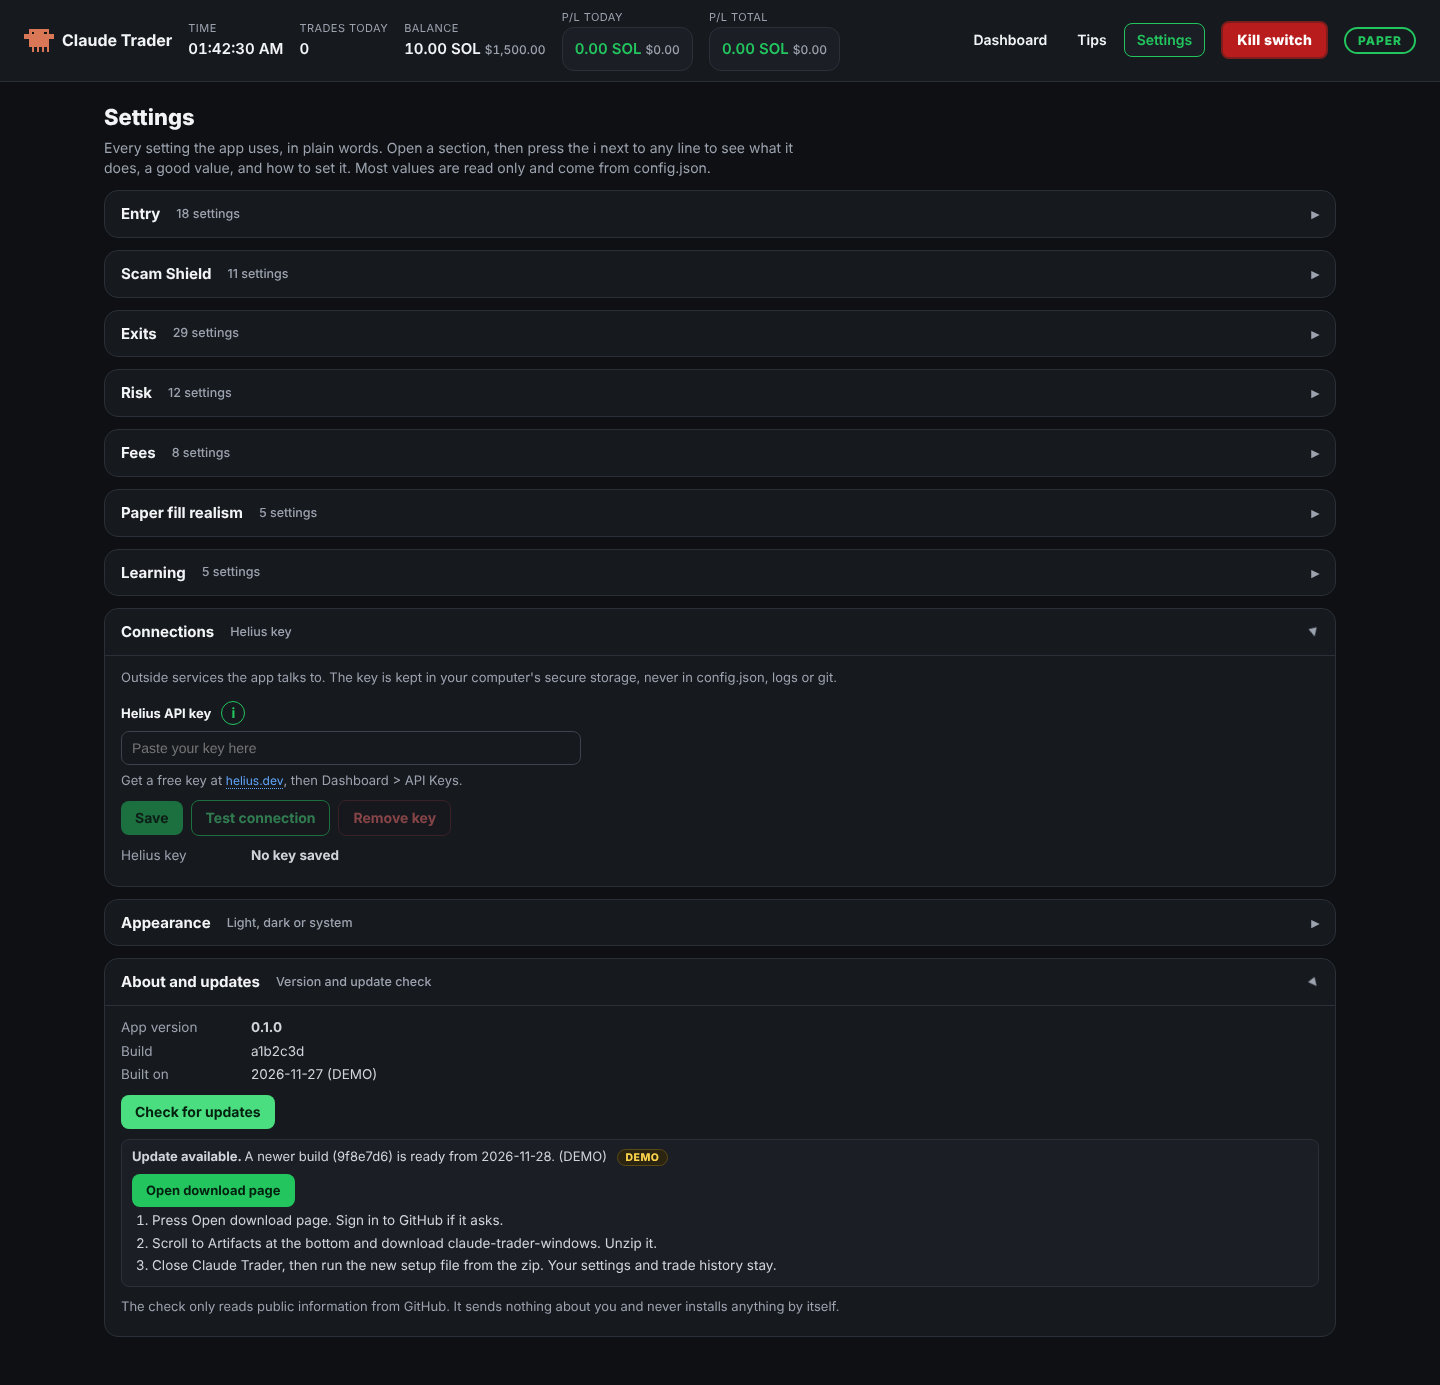 Claude Trader
TIME
01:42:30 AM
TRADES TODAY
0
BALANCE
10.00 SOL $1,500.00
P/L TODAY
0.00 SOL $0.00
P/L TOTAL
0.00 SOL $0.00
Dashboard
Tips
Settings
Kill switch
PAPER
Settings
Every setting the app uses, in plain words. Open a section, then press the i next to any line to see what it
does, a good value, and how to set it. Most values are read only and come from config.json.
Entry 18 settings
Scam Shield 11 settings
Exits 29 settings
Risk 12 settings
Fees 8 settings
Paper fill realism 5 settings
Learning 5 settings
Connections Helius key
Outside services the app talks to. The key is kept in your computer's secure storage, never in config.json, logs or git.
Helius API key i
Paste your key here
Get a free key at helius.dev, then Dashboard > API Keys.
Save Test connection Remove key
Helius key No key saved
Appearance Light, dark or system
About and updates Version and update check
App version 0.1.0
Build a1b2c3d
Built on 2026-11-27 (DEMO)
Check for updates
Update available. A newer build (9f8e7d6) is ready from 2026-11-28. (DEMO) DEMO
Open download page
1. Press Open download page. Sign in to GitHub if it asks.
2. Scroll to Artifacts at the bottom and download claude-trader-windows. Unzip it.
3. Close Claude Trader, then run the new setup file from the zip. Your settings and trade history stay.
The check only reads public information from GitHub. It sends nothing about you and never installs anything by itself.